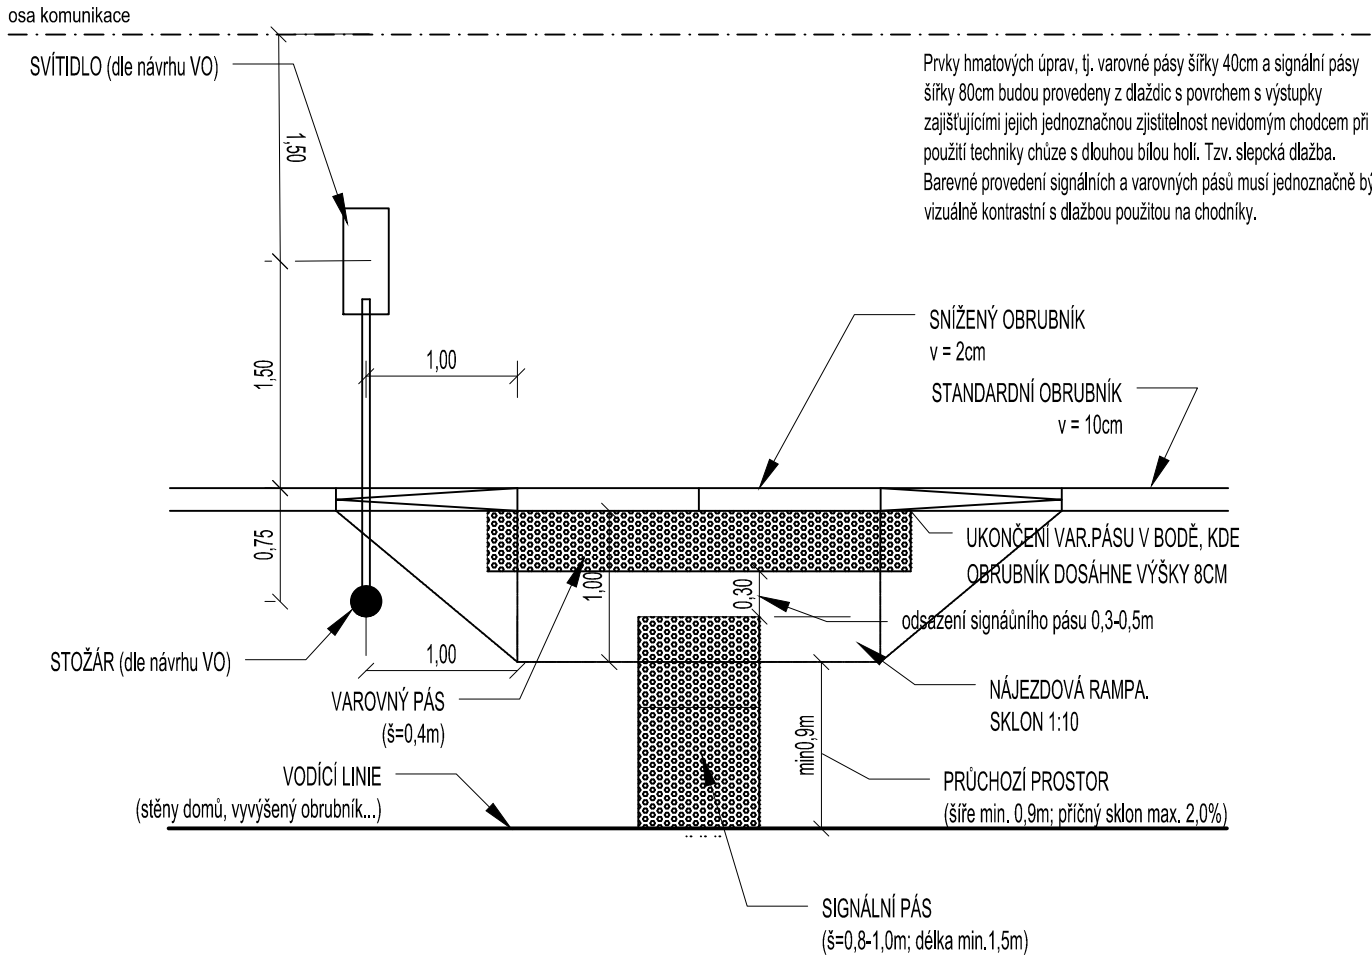 osa komunikace
SVÍTIDLO (dle návrhu VO)
Prvky hmatových úprav, tj. varovné pásy šířky 40cm a signální pásy
šířky 80cm budou provedeny z dlaždic s povrchem s výstupky
zajišťujícími jejich jednoznačnou zjistitelnost nevidomým chodcem při
použití techniky chůze s dlouhou bílou holí. Tzv. slepcká dlažba.
Barevné provedení signálních a varovných pásů musí jednoznačně bý
vizuálně kontrastní s dlažbou použitou na chodníky.
1,50
SNÍŽENÝ OBRUBNÍK
v = 2cm
1,50
1,00
STANDARDNÍ OBRUBNÍK
v = 10cm
0,75
UKONČENÍ VAR.PÁSU V BODĚ, KDE
OBRUBNÍK DOSÁHNE VÝŠKY 8CM
1,00
0,30
odsazení signáůního pásu 0,3-0,5m
STOŽÁR (dle návrhu VO)
1,00
VAROVNÝ PÁS
(š=0,4m)
NÁJEZDOVÁ RAMPA.
SKLON 1:10
min0,9m
VODÍCÍ LINIE
(stěny domů, vyvýšený obrubník...)
PRŮCHOZÍ PROSTOR
(šíře min. 0,9m; příčný sklon max. 2,0%)
SIGNÁLNÍ PÁS
(š=0,8-1,0m; délka min.1,5m)